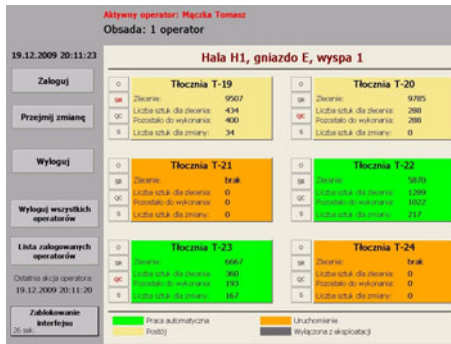 Aktywny operator: Mączka Tomasz
Obsada: 1 operator
19.12.2009 20:11:23
Hala H1, gniazdo E, wyspa 1
Zaloguj
Przejmij zmianę
Wyloguj
Wyloguj wszystkich
operatorów
Lista zalogowanych
operatorów
Ostatnia akcja operatora:
19.12.2009 20:11:20
Zablokowanie
interfejsu
26 sek.
O
SR
QC
S
Tłocznia T-19
Zlecenie: 9507
Liczba sztuk dla zlecenia: 434
Pozostało do wykonania: 400
Liczba sztuk dla zmiany: 34
O
SR
QC
S
Tłocznia T-20
Zlecenie: 9785
Liczba sztuk dla zlecenia: 288
Pozostało do wykonania: 288
Liczba sztuk dla zmiany: 0
O
SR
QC
S
Tłocznia T-21
Zlecenie: brak
Liczba sztuk dla zlecenia: 0
Pozostało do wykonania: 0
Liczba sztuk dla zmiany: 0
O
SR
QC
S
Tłocznia T-22
Zlecenie: 5870
Liczba sztuk dla zlecenia: 1289
Pozostało do wykonania: 1022
Liczba sztuk dla zmiany: 217
O
SR
QC
S
Tłocznia T-23
Zlecenie: 6667
Liczba sztuk dla zlecenia: 360
Pozostało do wykonania: 193
Liczba sztuk dla zmiany: 167
O
SR
QC
S
Tłocznia T-24
Zlecenie: brak
Liczba sztuk dla zlecenia: 0
Pozostało do wykonania: 0
Liczba sztuk dla zmiany: 0
Praca automatyczna
Uruchomienie
Postój
Wyłączona z eksploatacji